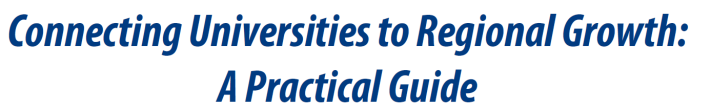 Connecting Universities to Regional Growth:
A Practical Guide